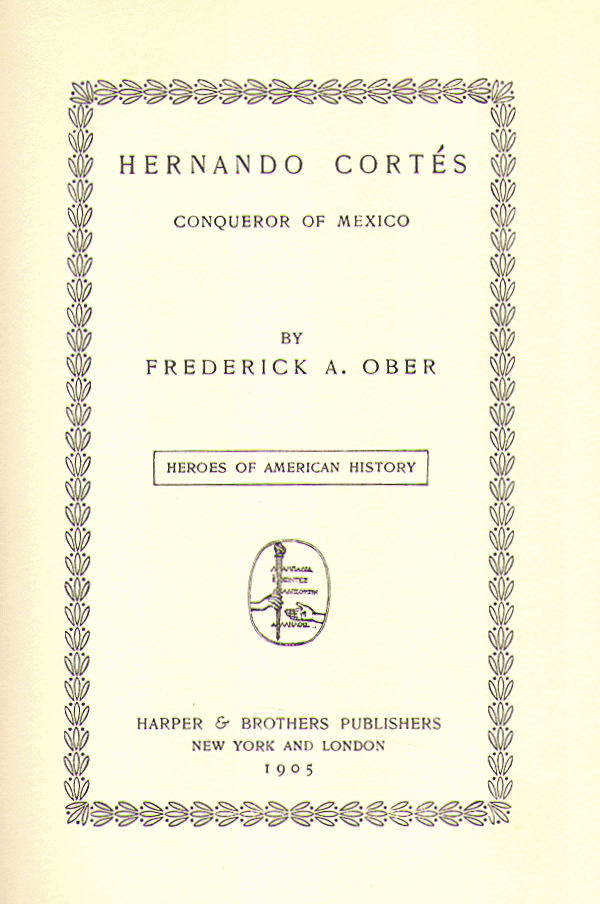 HERNANDO CORTÉS
CONQUEROR OF MEXICO
BY
FREDERICK A. OBER
HEROES OF AMERICAN HISTORY
HARPER & BROTHERS PUBLISHERS
NEW YORK AND LONDON
1905